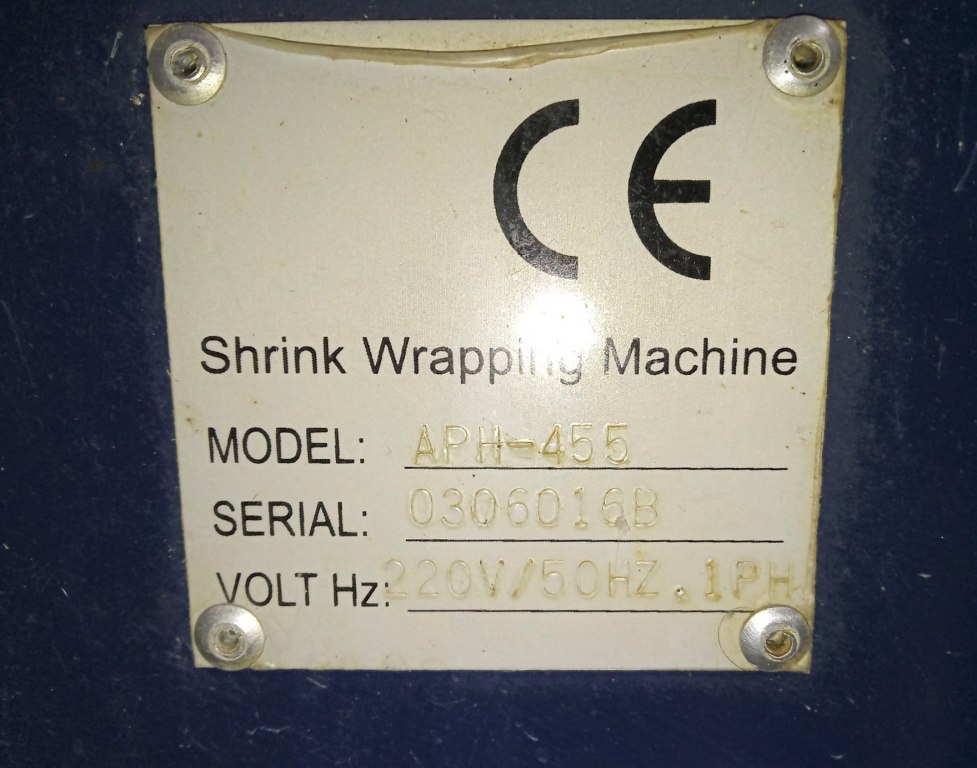 CE
Shrink Wrapping Machine
MODEL: APH-455
SERIAL: 0306016B
VOLT Hz: 220V/50HZ.1PH